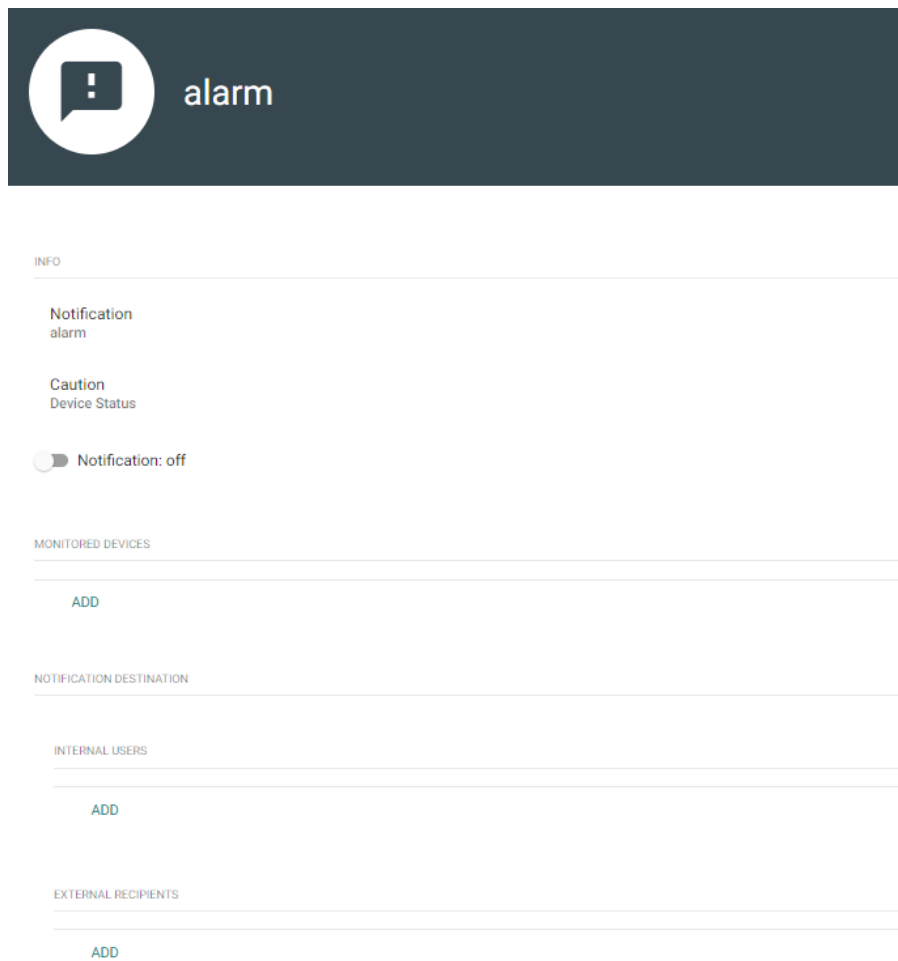 alarm
INFO
Notification
alarm
Caution
Device Status
Notification: off
MONITORED DEVICES
ADD
NOTIFICATION DESTINATION
INTERNAL USERS
ADD
EXTERNAL RECIPIENTS
ADD